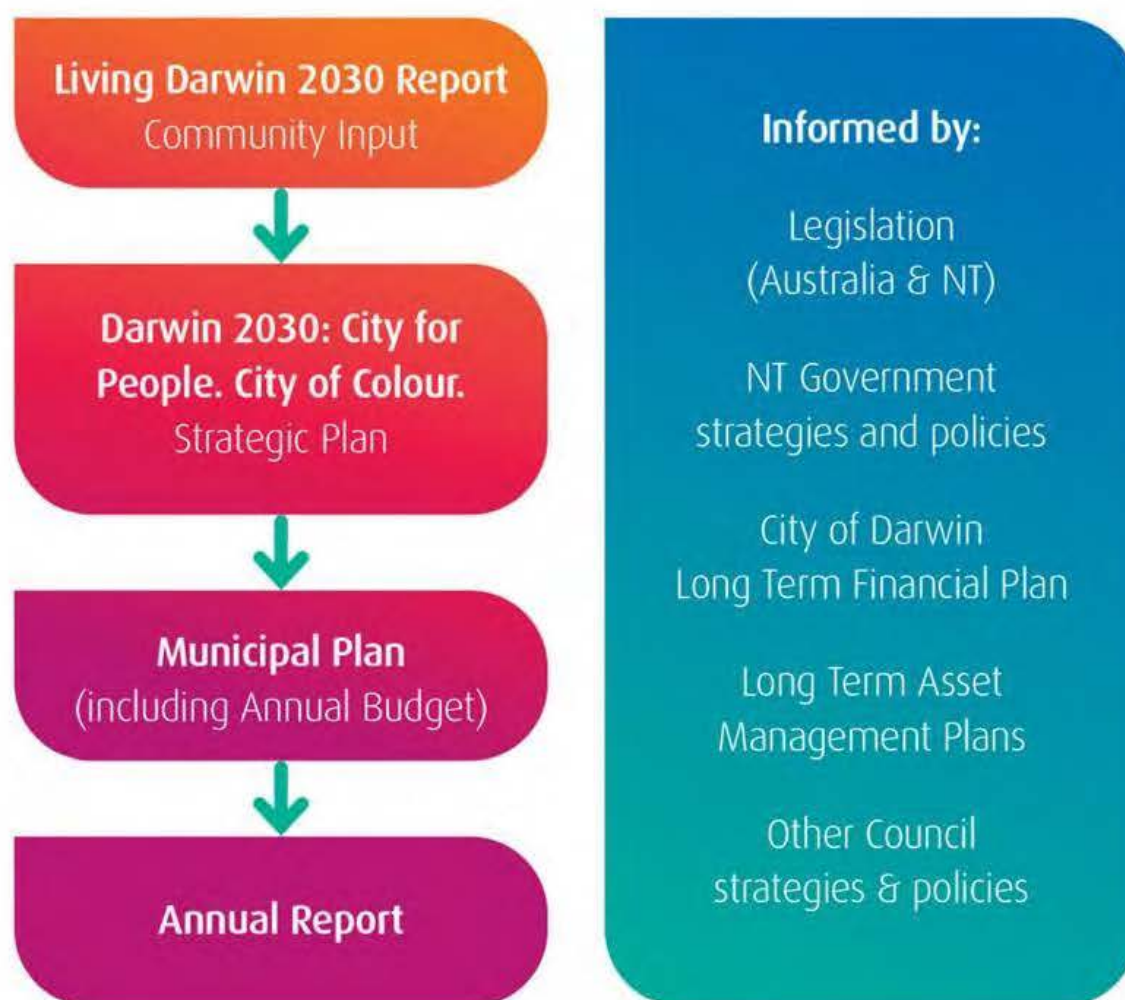 Living Darwin 2030 Report
Community Input
Darwin 2030: City for
People. City of Colour.
Strategic Plan
Municipal Plan
(including Annual Budget)
Annual Report
Informed by:
Legislation
(Australia & NT)
NT Government
strategies and policies
City of Darwin
Long Term Financial Plan
Long Term Asset
Management Plans
Other Council
strategies & policies